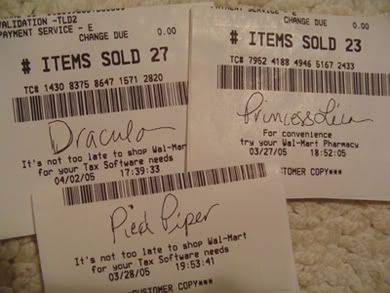 VALIDATION -TLD2
PAYMENT SERVICE - E
CHANGE DUE 0.00
# ITEMS SOLD 27
TC# 1430 8375 8647 1571 2820
Dracula
It's not too late to shop Wal-Mar
for your Tax Software needs
04/02/05 17:39:33
PAYMENT SERVICE - E
CHANGE DUE 0.00
# ITEMS SOLD 23
TC# 7952 4188 4946 5167 2433
Princess Leia
For convenience
try your Wal-Mart Pharmacy
03/27/05 18:52:05
CUSTOMER COPY***
Pied Piper
It's not too late to shop Wal-Mart
for your Tax Software needs
03/28/05 19:53:41
***CUSTOMER COPY***